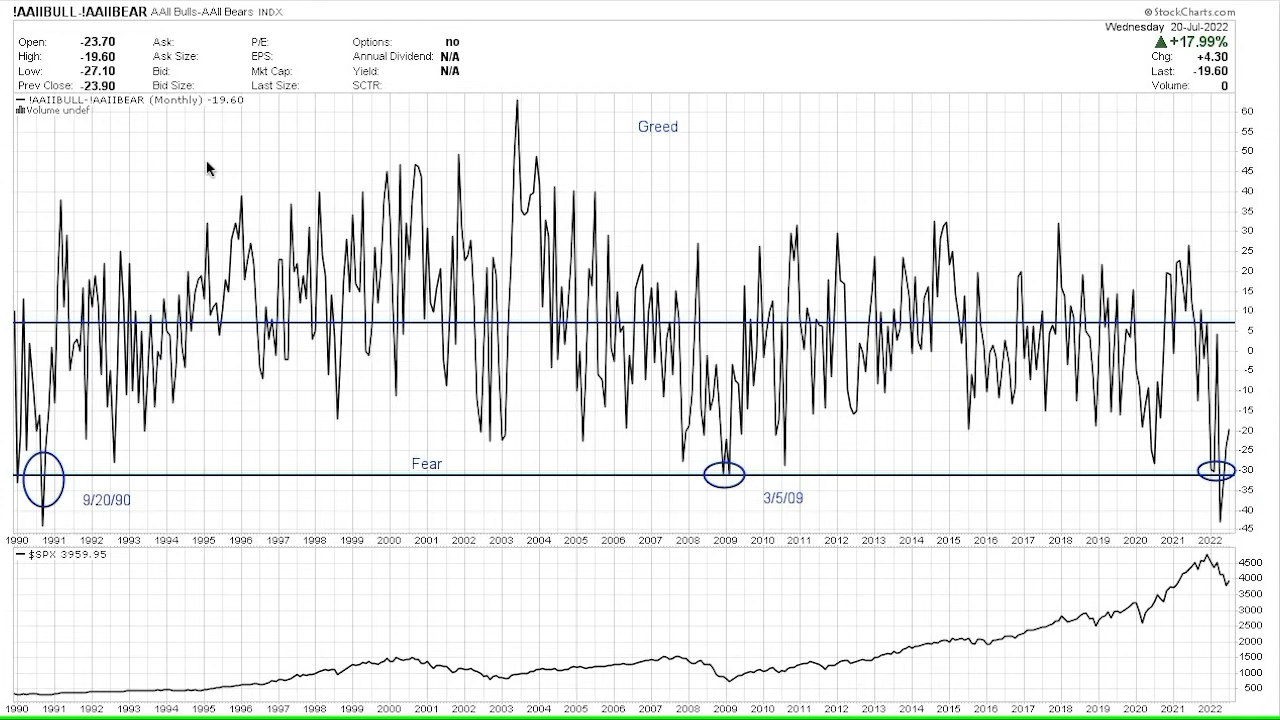 !AAIIBULL-!AAIIBEAR AAII Bulls-AAII Bears INDX © StockCharts.com
Wednesday 20-Jul-2022
Open: -23.70 Ask: P/E: Options: no ▲ +17.99%
High: -19.60 Ask Size: EPS: Annual Dividend: N/A Chg: +4.30
Low: -27.10 Bid: Mkt Cap: Yield: N/A Last: -19.60
Prev Close: -23.90 Bid Size: Last Size: SCTR: Volume: 0
— !AAIIBULL-!AAIIBEAR (Monthly) -19.60
Volume undef
60
Greed
55
50
45
40
35
30
25
20
15
10
5
0
-5
-10
-15
-20
-25
Fear
-30
-35
9/20/90
3/5/09
-40
-45
1990 1991 1992 1993 1994 1995 1996 1997 1998 1999 2000 2001 2002 2003 2004 2005 2006 2007 2008 2009 2010 2011 2012 2013 2014 2015 2016 2017 2018 2019 2020 2021 2022
— $SPX 3959.95
4500
4000
3500
3000
2500
2000
1500
1000
500
1990 1991 1992 1993 1994 1995 1996 1997 1998 1999 2000 2001 2002 2003 2004 2005 2006 2007 2008 2009 2010 2011 2012 2013 2014 2015 2016 2017 2018 2019 2020 2021 2022